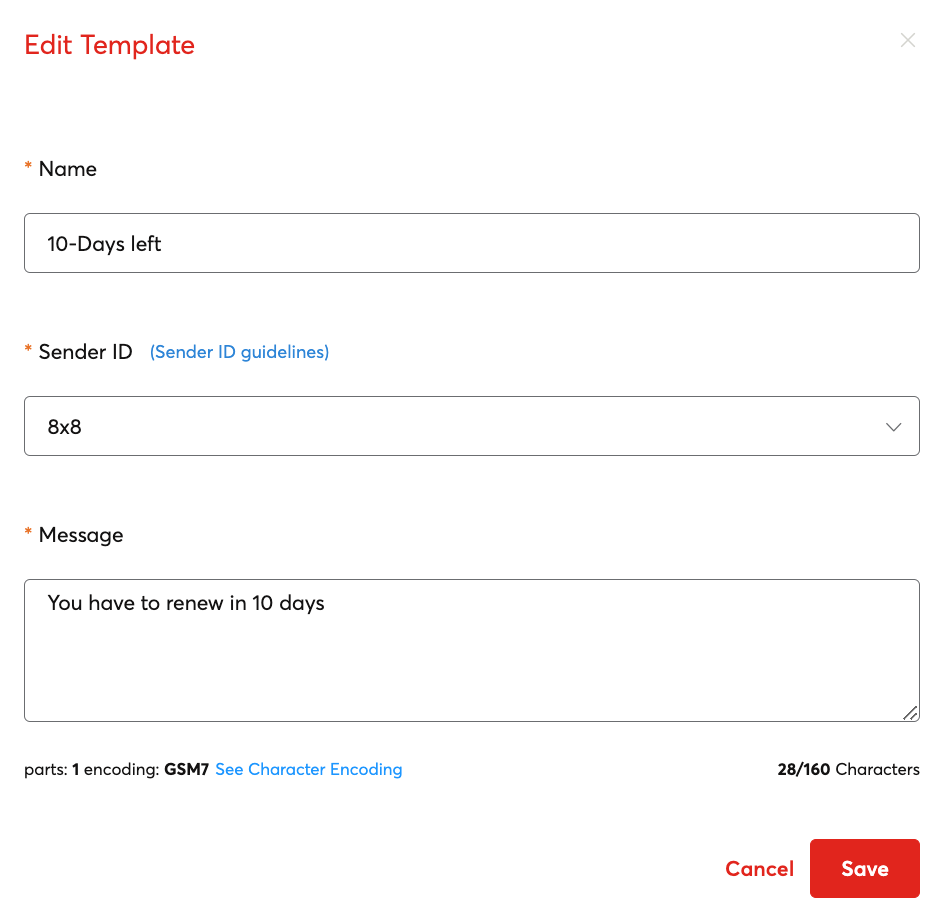 Edit Template
* Name
10-Days left
* Sender ID (Sender ID guidelines)
8x8
* Message
You have to renew in 10 days
parts: 1 encoding: GSM7 See Character Encoding 28/160 Characters
Cancel Save